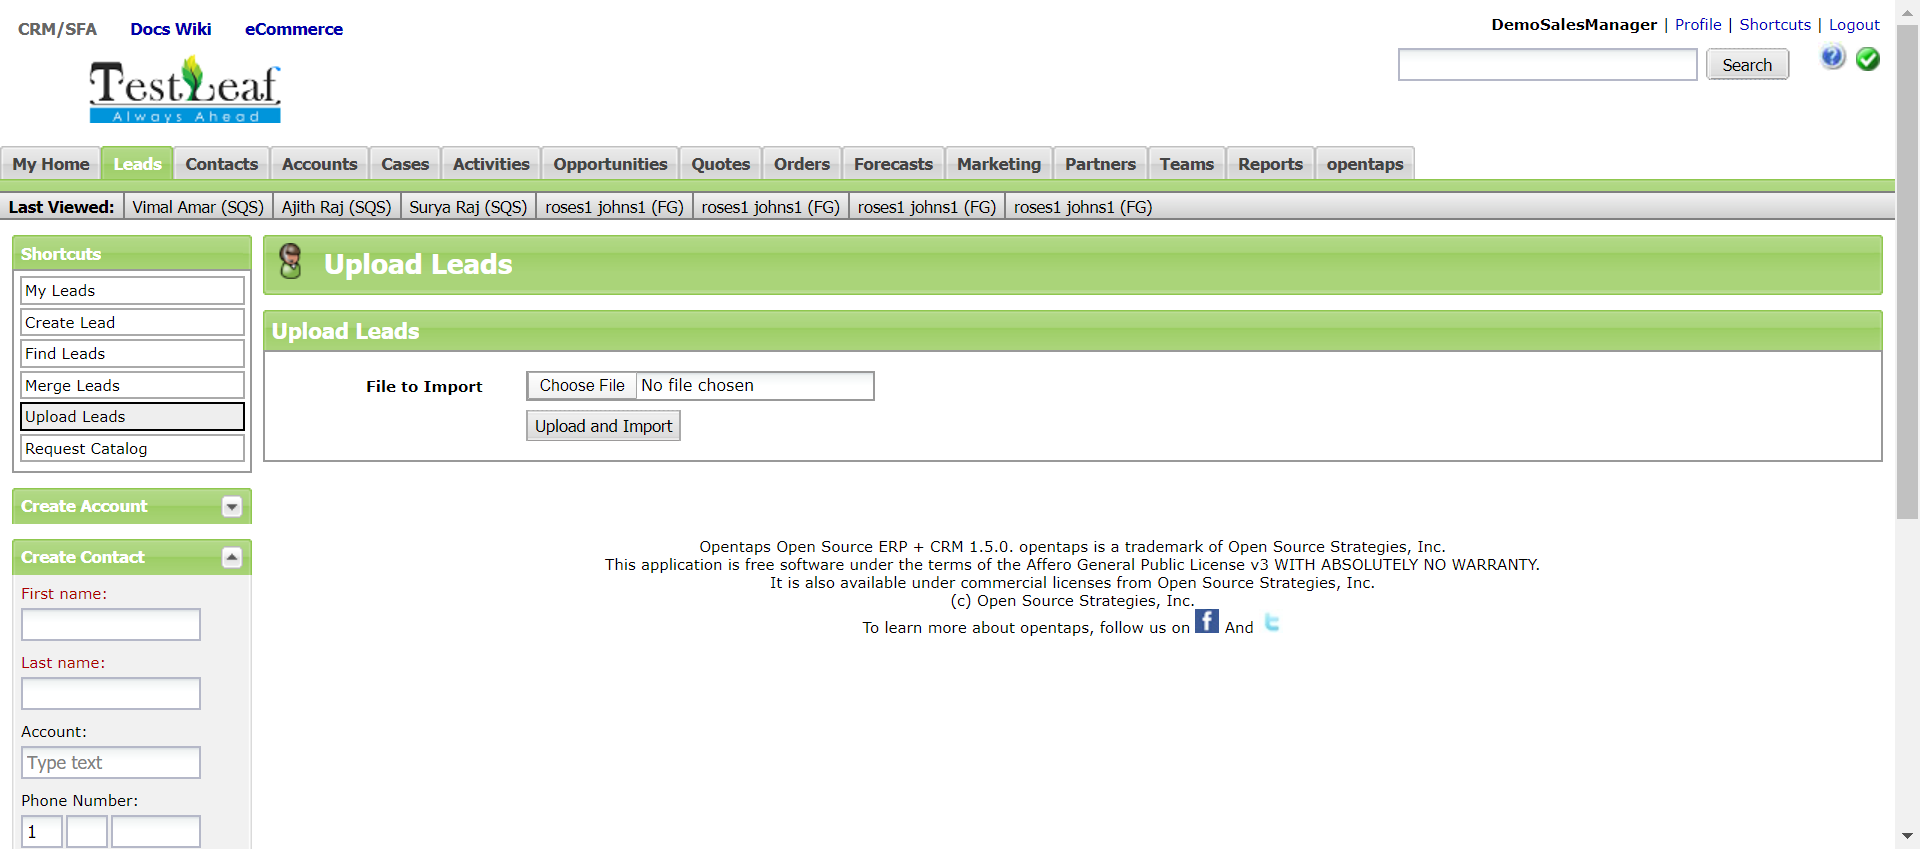 CRM/SFA Docs Wiki eCommerce
DemoSalesManager | Profile | Shortcuts | Logout
Search
TestLeaf
Always Ahead
My Home Leads Contacts Accounts Cases Activities Opportunities Quotes Orders Forecasts Marketing Partners Teams Reports opentaps
Last Viewed: Vimal Amar (SQS) Ajith Raj (SQS) Surya Raj (SQS) roses1 johns1 (FG) roses1 johns1 (FG) roses1 johns1 (FG) roses1 johns1 (FG)
Shortcuts
My Leads
Create Lead
Find Leads
Merge Leads
Upload Leads
Request Catalog
Create Account
Create Contact
First name:
Last name:
Account:
Type text
Phone Number:
1
Upload Leads
Upload Leads
File to Import Choose File No file chosen
Upload and Import
Opentaps Open Source ERP + CRM 1.5.0. opentaps is a trademark of Open Source Strategies, Inc.
This application is free software under the terms of the Affero General Public License v3 WITH ABSOLUTELY NO WARRANTY.
It is also available under commercial licenses from Open Source Strategies, Inc.
(c) Open Source Strategies, Inc.
To learn more about opentaps, follow us on f And t